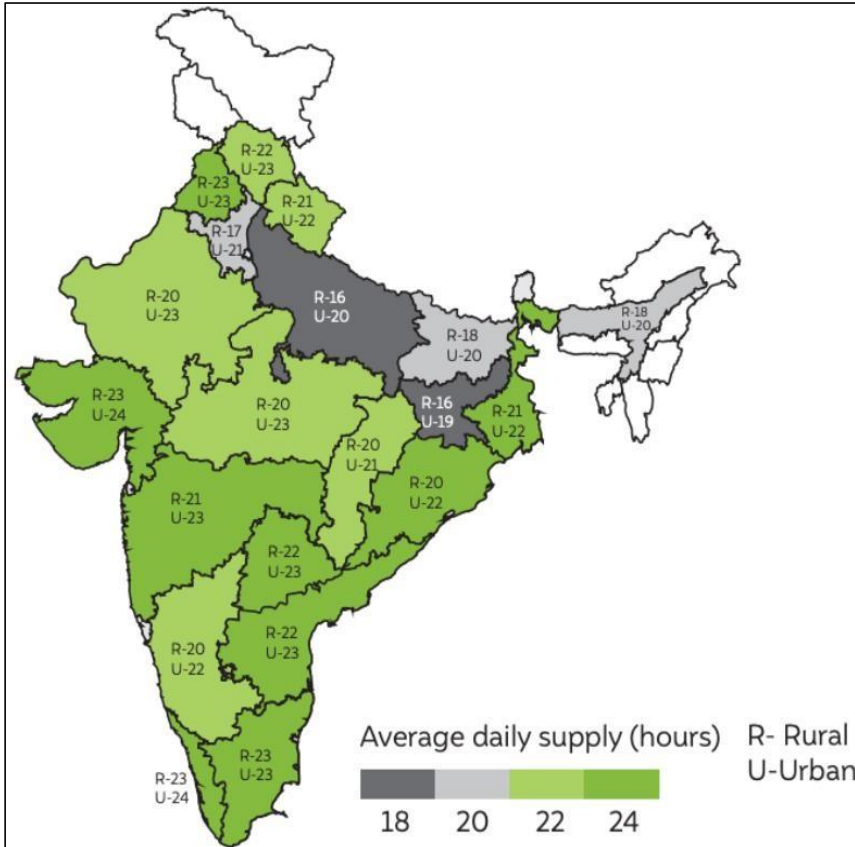 R-22
U-23
R-23
U-23
R-21
U-22
R-17
U-21
R-20
U-23
R-16
U-20
R-18
U-20
R-18
U-20
R-23
U-24
R-20
U-23
R-16
U-19
R-21
U-22
R-20
U-21
R-20
U-22
R-21
U-23
R-22
U-23
R-22
U-23
R-20
U-22
R-23
U-23
R-23
U-24
Average daily supply (hours)
18 20 22 24
R- Rural
U-Urban